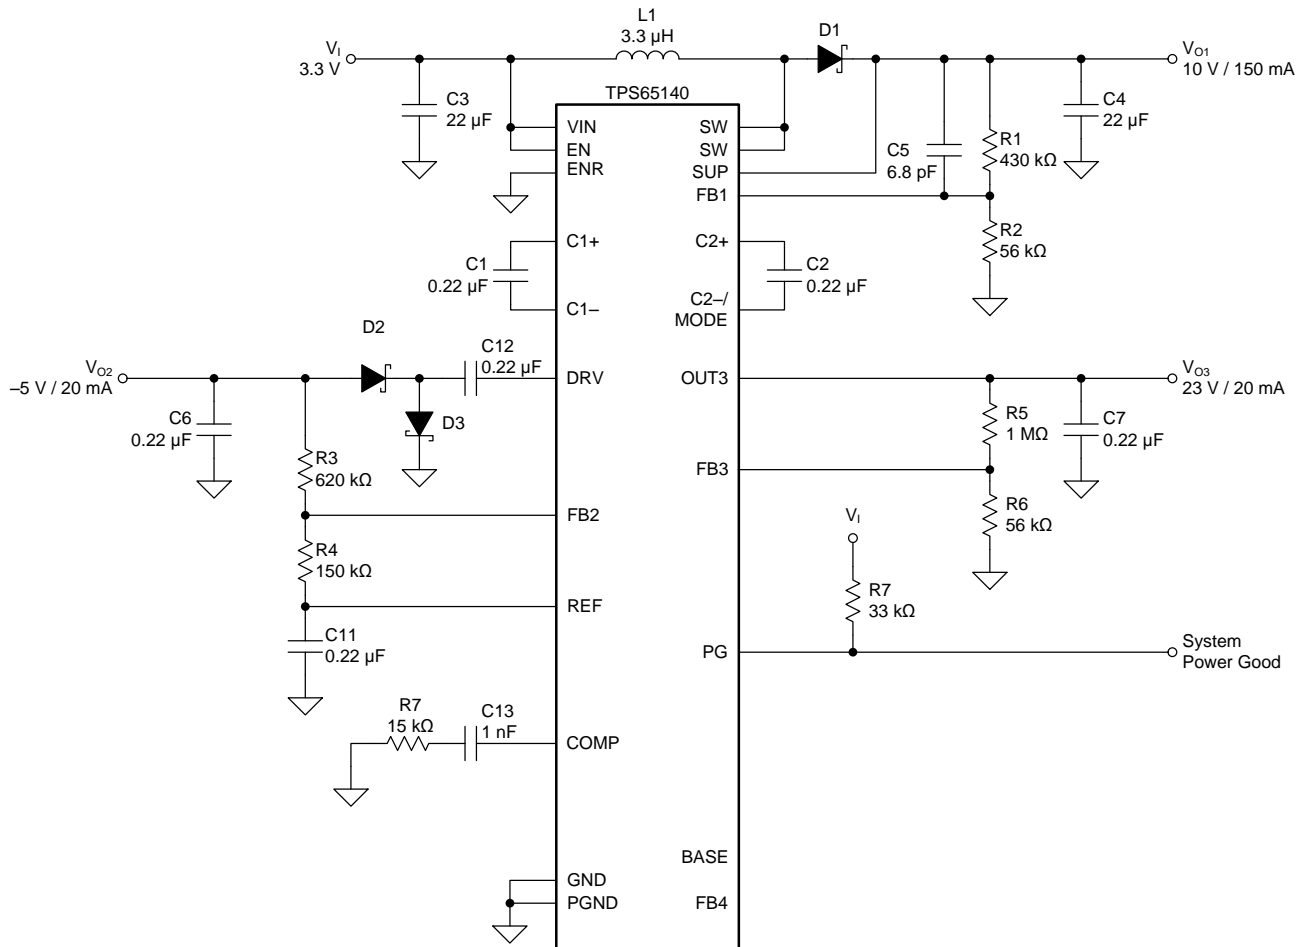 L1
3.3 µH
D1
VI
3.3 V
VO1
10 V / 150 mA
TPS65140
C3
22 µF
C4
22 µF
VIN
EN
ENR
SW
SW
SUP
FB1
C5
6.8 pF
R1
430 kΩ
R2
56 kΩ
C1+
C1
0.22 µF
C1–
C2+
C2
0.22 µF
C2–/
MODE
D2
C12
0.22 µF
VO2
–5 V / 20 mA
DRV
OUT3
VO3
23 V / 20 mA
C6
0.22 µF
D3
R5
1 MΩ
C7
0.22 µF
R3
620 kΩ
FB3
R6
56 kΩ
FB2
VI
R4
150 kΩ
R7
33 kΩ
REF
C11
0.22 µF
PG
System
Power Good
R7
15 kΩ
C13
1 nF
COMP
BASE
GND
PGND
FB4